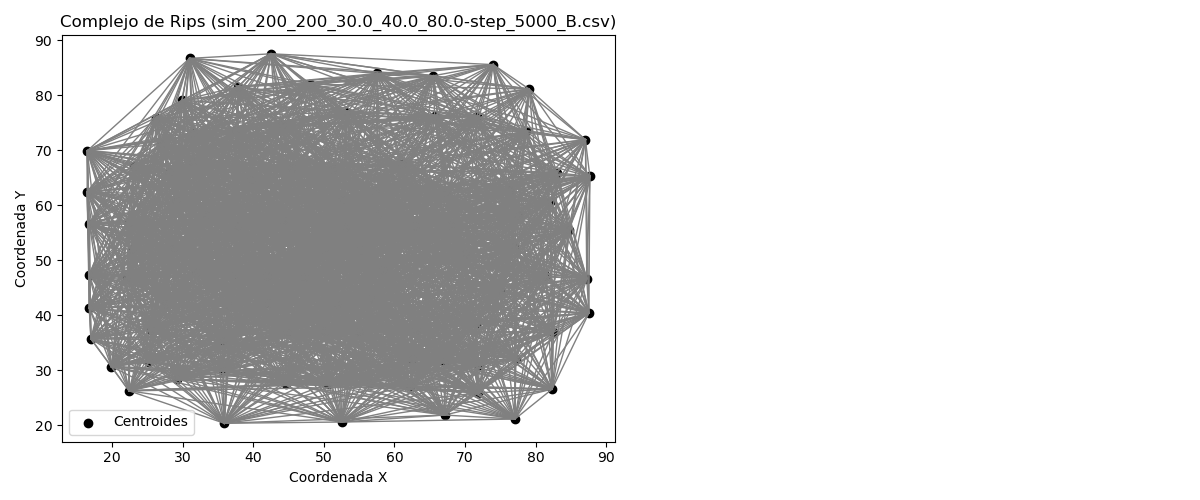 Complejo de Rips (sim_200_200_30.0_40.0_80.0-step_5000_B.csv)
90
80
70
60
50
40
30
20
Coordenada Y
Centroides
20 30 40 50 60 70 80 90
Coordenada X